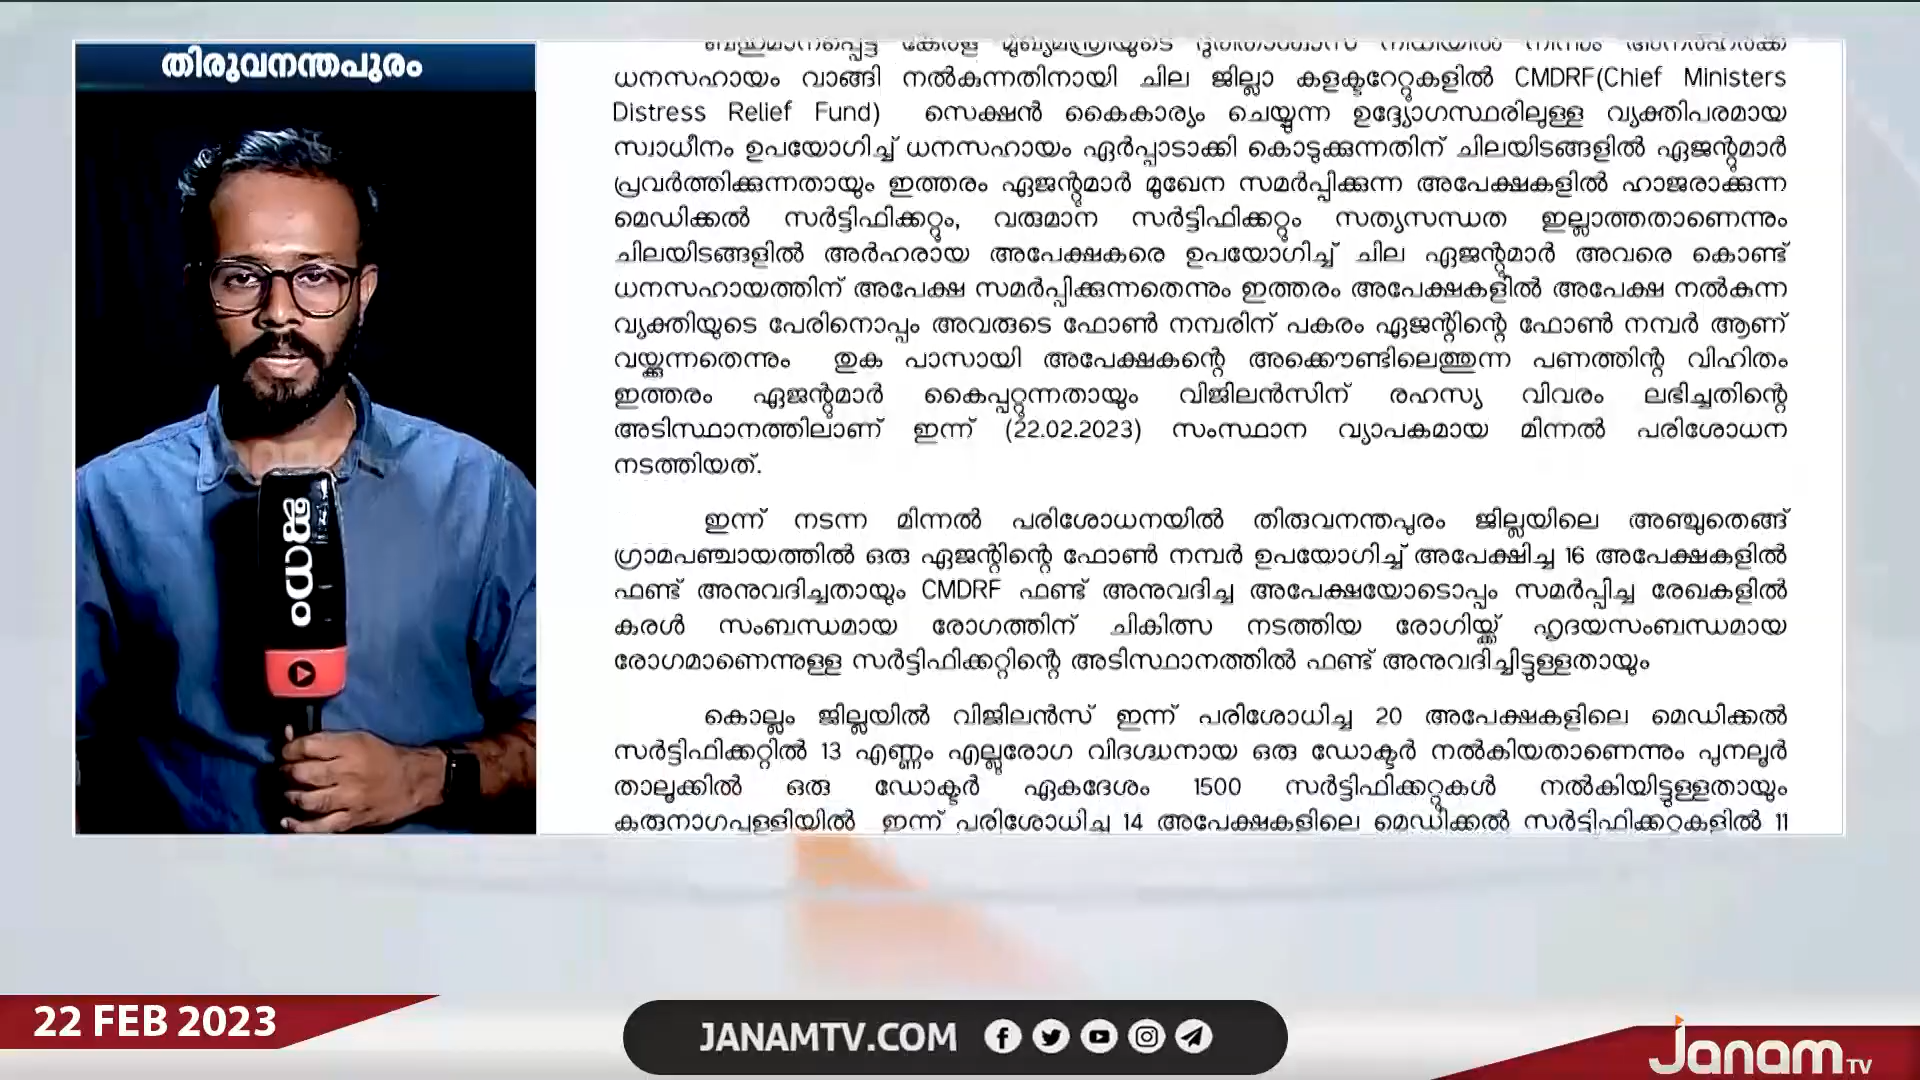 തിരുവനന്തപുരം
ബഹുമാനപ്പെട്ട കേരള മുഖ്യമന്ത്രിയുടെ ദുരിതാശ്വാസ നിധിയിൽ നിന്നും അനർഹർക്ക്
ധനസഹായം വാങ്ങി നൽകുന്നതിനായി ചില ജില്ലാ കളക്ടറേറ്റുകളിൽ CMDRF(Chief Ministers
Distress Relief Fund) സെക്ഷൻ കൈകാര്യം ചെയ്യുന്ന ഉദ്ദ്യോഗസ്ഥരിലുള്ള വ്യക്തിപരമായ
സ്വാധീനം ഉപയോഗിച്ച് ധനസഹായം ഏർപ്പാടാക്കി കൊടുക്കുന്നതിന് ചിലയിടങ്ങളിൽ ഏജന്റുമാർ
പ്രവർത്തിക്കുന്നതായും ഇത്തരം ഏജന്റുമാർ മുഖേന സമർപ്പിക്കുന്ന അപേക്ഷകളിൽ ഹാജരാക്കുന്ന
മെഡിക്കൽ സർട്ടിഫിക്കറ്റും, വരുമാന സർട്ടിഫിക്കറ്റും സത്യസന്ധത ഇല്ലാത്തതാണെന്നും
ചിലയിടങ്ങളിൽ അർഹരായ അപേക്ഷകരെ ഉപയോഗിച്ച് ചില ഏജന്റുമാർ അവരെ കൊണ്ട്
ധനസഹായത്തിന് അപേക്ഷ സമർപ്പിക്കുന്നതെന്നും ഇത്തരം അപേക്ഷകളിൽ അപേക്ഷ നൽകുന്ന
വ്യക്തിയുടെ പേരിനൊപ്പം അവരുടെ ഫോൺ നമ്പരിന് പകരം ഏജന്റിന്റെ ഫോൺ നമ്പർ ആണ്
വയ്ക്കുന്നതെന്നും തുക പാസായി അപേക്ഷകന്റെ അക്കൌണ്ടിലെത്തുന്ന പണത്തിന്റ വിഹിതം
ഇത്തരം ഏജന്റുമാർ കൈപ്പറ്റുന്നതായും വിജിലൻസിന് രഹസ്യ വിവരം ലഭിച്ചതിന്റെ
അടിസ്ഥാനത്തിലാണ് ഇന്ന് (22.02.2023) സംസ്ഥാന വ്യാപകമായ മിന്നൽ പരിശോധന
നടത്തിയത്.
ഇന്ന് നടന്ന മിന്നൽ പരിശോധനയിൽ തിരുവനന്തപുരം ജില്ലയിലെ അഞ്ചുതെങ്ങ്
ഗ്രാമപഞ്ചായത്തിൽ ഒരു ഏജന്റിന്റെ ഫോൺ നമ്പർ ഉപയോഗിച്ച് അപേക്ഷിച്ച 16 അപേക്ഷകളിൽ
ഫണ്ട് അനുവദിച്ചതായും CMDRF ഫണ്ട് അനുവദിച്ച അപേക്ഷയോടൊപ്പം സമർപ്പിച്ച രേഖകളിൽ
കരൾ സംബന്ധമായ രോഗത്തിന് ചികിത്സ നടത്തിയ രോഗിയ്ക്ക് ഹൃദയസംബന്ധമായ
രോഗമാണെന്നുള്ള സർട്ടിഫിക്കറ്റിന്റെ അടിസ്ഥാനത്തിൽ ഫണ്ട് അനുവദിച്ചിട്ടുള്ളതായും
കൊല്ലം ജില്ലയിൽ വിജിലൻസ് ഇന്ന് പരിശോധിച്ച 20 അപേക്ഷകളിലെ മെഡിക്കൽ
സർട്ടിഫിക്കറ്റിൽ 13 എണ്ണം എല്ലുരോഗ വിദഗ്ദ്ധനായ ഒരു ഡോക്ടർ നൽകിയതാണെന്നും പുനലൂർ
താലൂക്കിൽ ഒരു ഡോക്ടർ ഏകദേശം 1500 സർട്ടിഫിക്കറ്റുകൾ നൽകിയിട്ടുള്ളതായും
കരുനാഗപ്പള്ളിയിൽ ഇന്ന് പരിശോധിച്ച 14 അപേക്ഷകളിലെ മെഡിക്കൽ സർട്ടിഫിക്കറ്റുകളിൽ 11
ജനം
22 FEB 2023
JANAMTV.COM
Janam TV